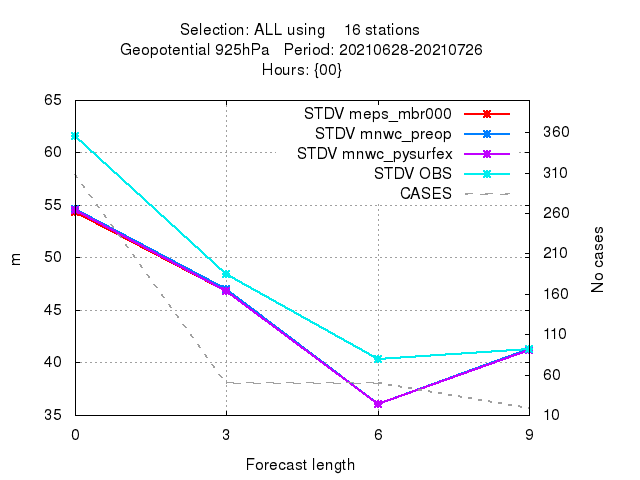 Selection: ALL using    16 stations
Geopotential 925hPa   Period: 20210628-20210726
Hours: {00}
STDV meps_mbr000
STDV mnwc_preop
STDV mnwc_pysurfex
STDV OBS
CASES
65
60
55
50
45
40
35
m
360
310
260
210
160
110
60
10
No cases
0 3 6 9
Forecast length